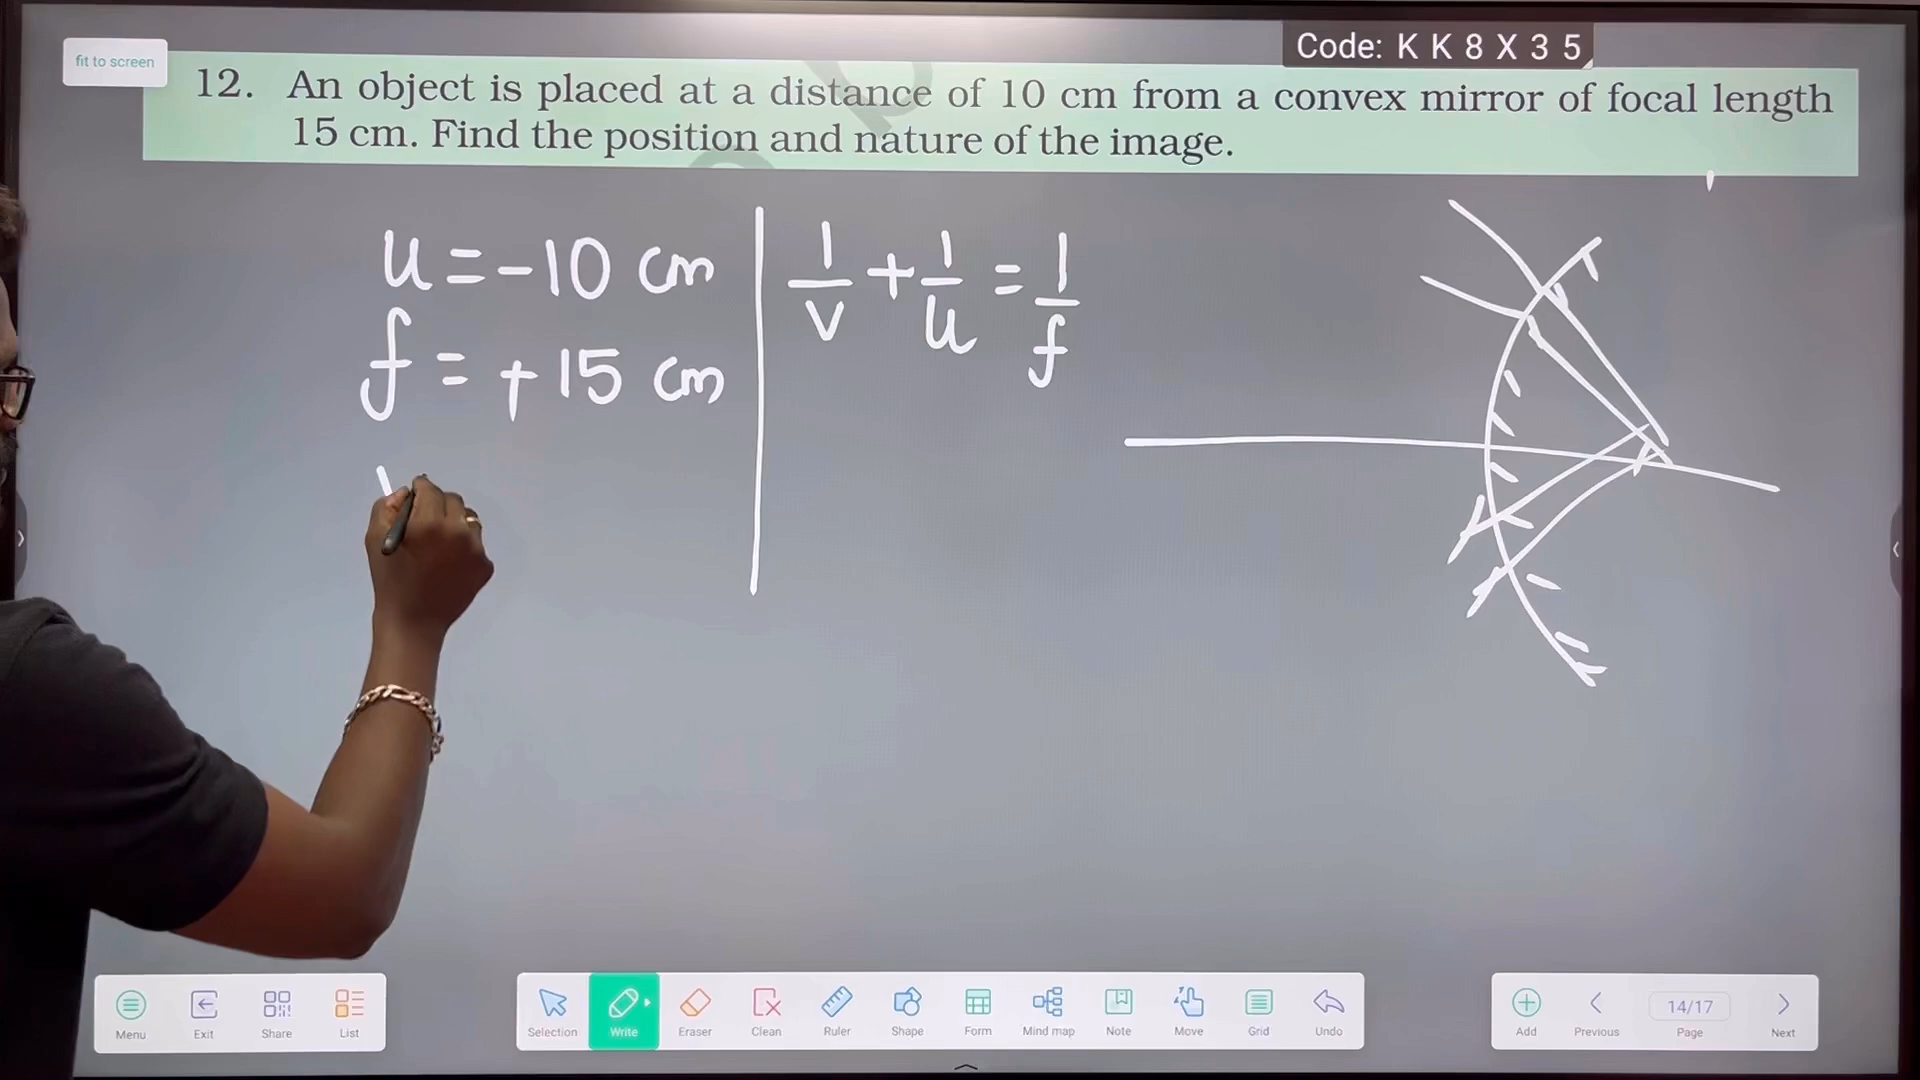 fit to screen
Code: K K 8 X 3 5
12. An object is placed at a distance of 10 cm from a convex mirror of focal length
15 cm. Find the position and nature of the image.
u = -10 cm
f = +15 cm
1/v + 1/u = 1/f
Menu Exit Share List
Selection Write Eraser Clean Ruler Shape Form Mind map Note Move Grid Undo
Add Previous 14/17 Page Next